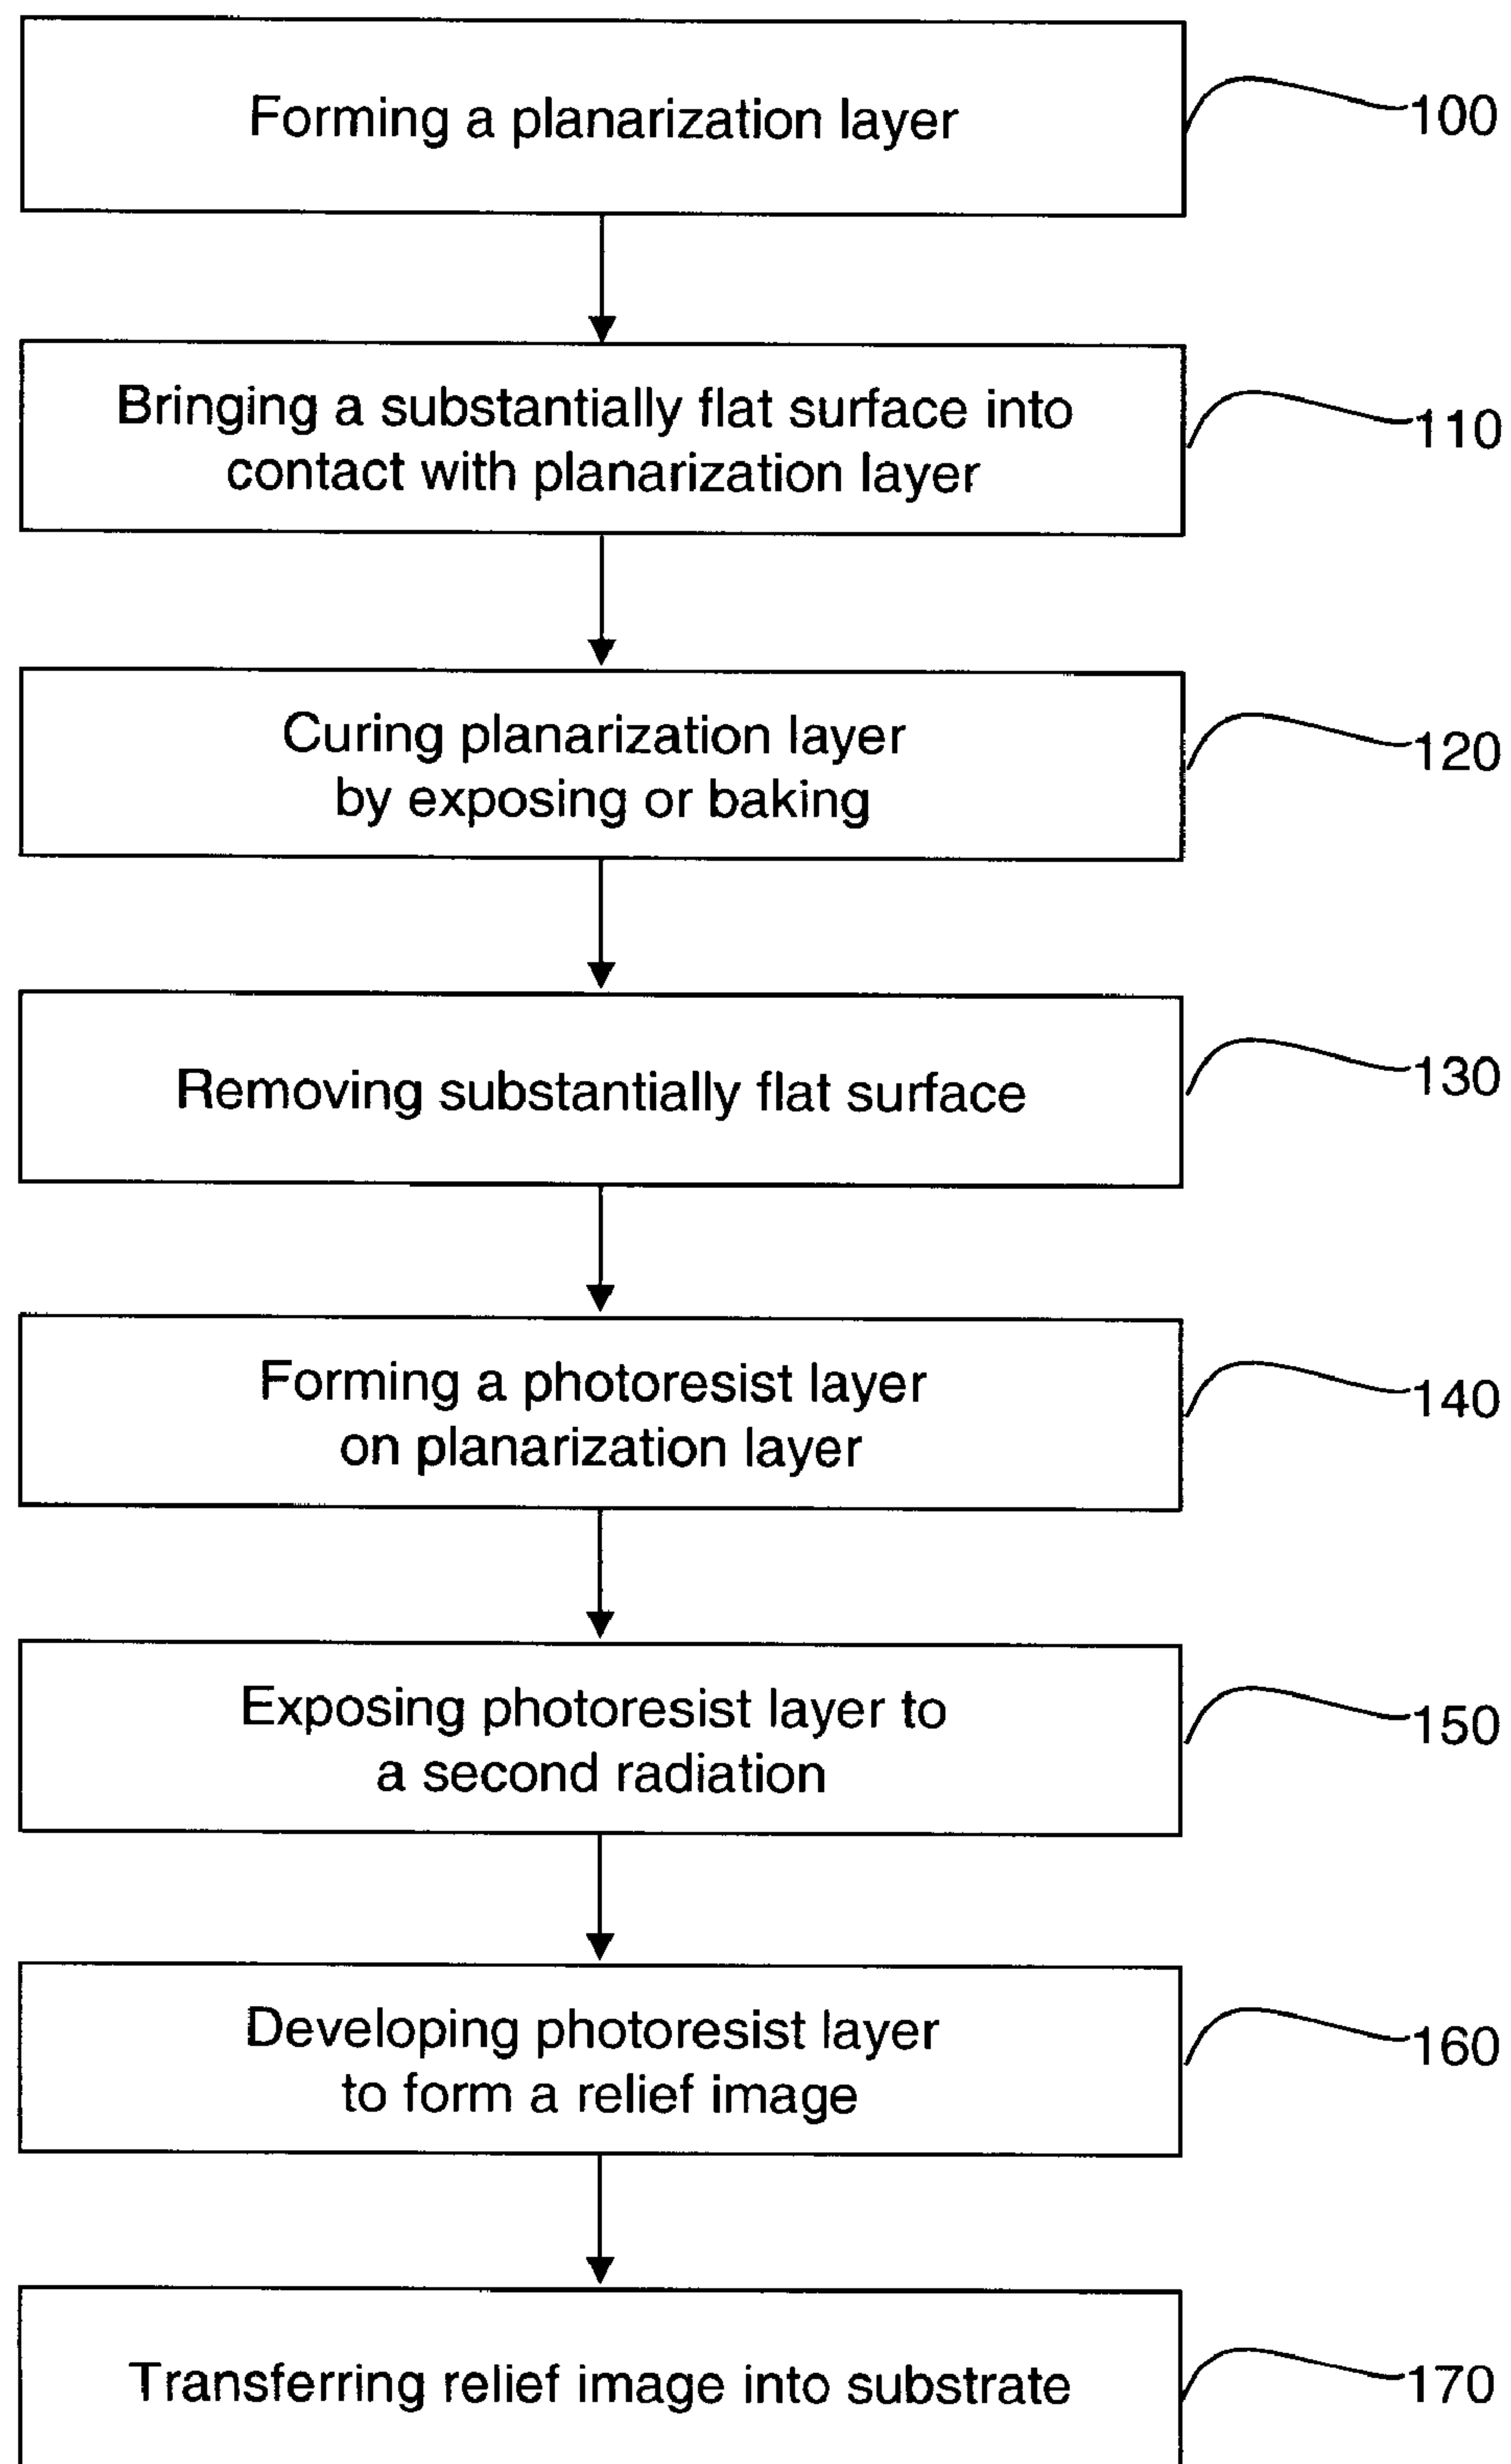 Forming a planarization layer
100
Bringing a substantially flat surface into
contact with planarization layer
110
Curing planarization layer
by exposing or baking
120
Removing substantially flat surface
130
Forming a photoresist layer
on planarization layer
140
Exposing photoresist layer to
a second radiation
150
Developing photoresist layer
to form a relief image
160
Transferring relief image into substrate
170